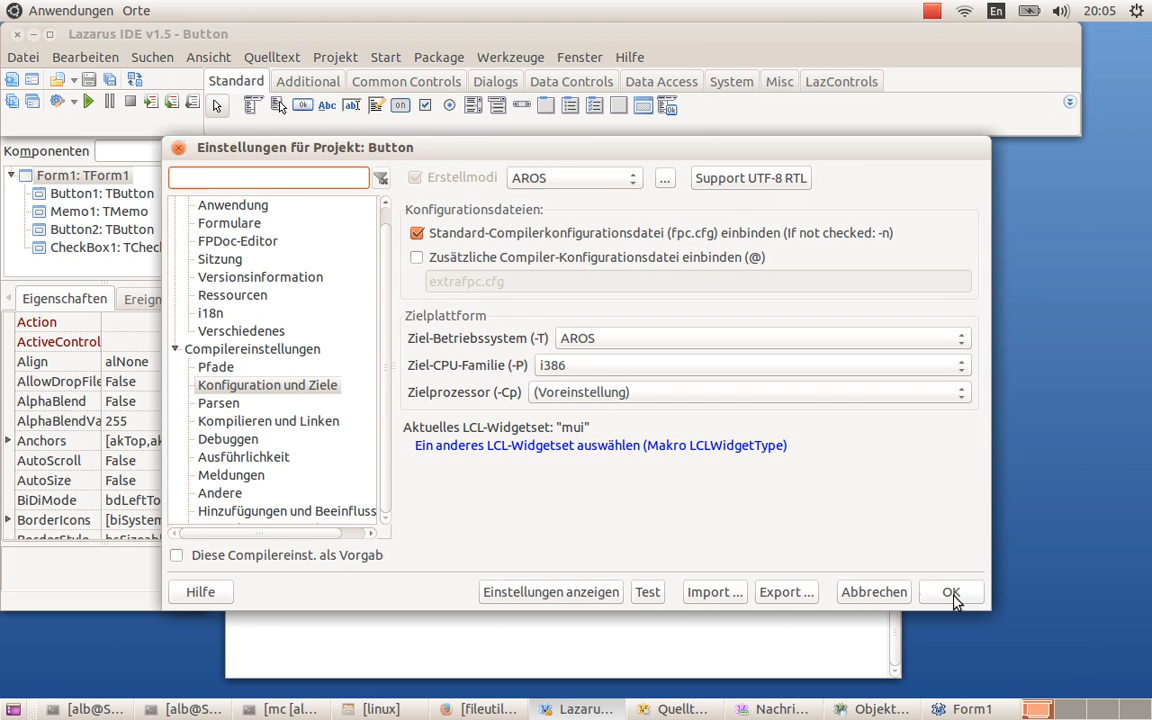 Anwendungen Orte En 20:05
Lazarus IDE v1.5 - Button
Datei Bearbeiten Suchen Ansicht Quelltext Projekt Start Package Werkzeuge Fenster Hilfe
Standard Additional Common Controls Dialogs Data Controls Data Access System Misc LazControls
Ok Abc ab on
Komponenten
Form1: TForm1
Button1: TButton
Memo1: TMemo
Button2: TButton
CheckBox1: TChec
Eigenschaften Ereign
Action
ActiveControl
Align alNone
AllowDropFile False
AlphaBlend False
AlphaBlendVa 255
Anchors [akTop,ak
AutoScroll False
AutoSize False
BiDiMode bdLeftTo
BorderIcons [biSystem
BorderStyle bsSizeabl
Einstellungen für Projekt: Button
Anwendung
Formulare
FPDoc-Editor
Sitzung
Versionsinformation
Ressourcen
i18n
Verschiedenes
Compilereinstellungen
Pfade
Konfiguration und Ziele
Parsen
Kompilieren und Linken
Debuggen
Ausführlichkeit
Meldungen
Andere
Hinzufügungen und Beeinfluss
Diese Compilereinst. als Vorgab
Erstellmodi AROS ... Support UTF-8 RTL
Konfigurationsdateien:
Standard-Compilerkonfigurationsdatei (fpc.cfg) einbinden (If not checked: -n)
Zusätzliche Compiler-Konfigurationsdatei einbinden (@)
extrafpc.cfg
Zielplattform
Ziel-Betriebssystem (-T) AROS
Ziel-CPU-Familie (-P) i386
Zielprozessor (-Cp) (Voreinstellung)
Aktuelles LCL-Widgetset: "mui"
Ein anderes LCL-Widgetset auswählen (Makro LCLWidgetType)
Hilfe Einstellungen anzeigen Test Import ... Export ... Abbrechen OK
[alb@S... [alb@S... [mc [al... [linux] [fileutil... Lazaru... Quellt... Nachri... Objekt... Form1